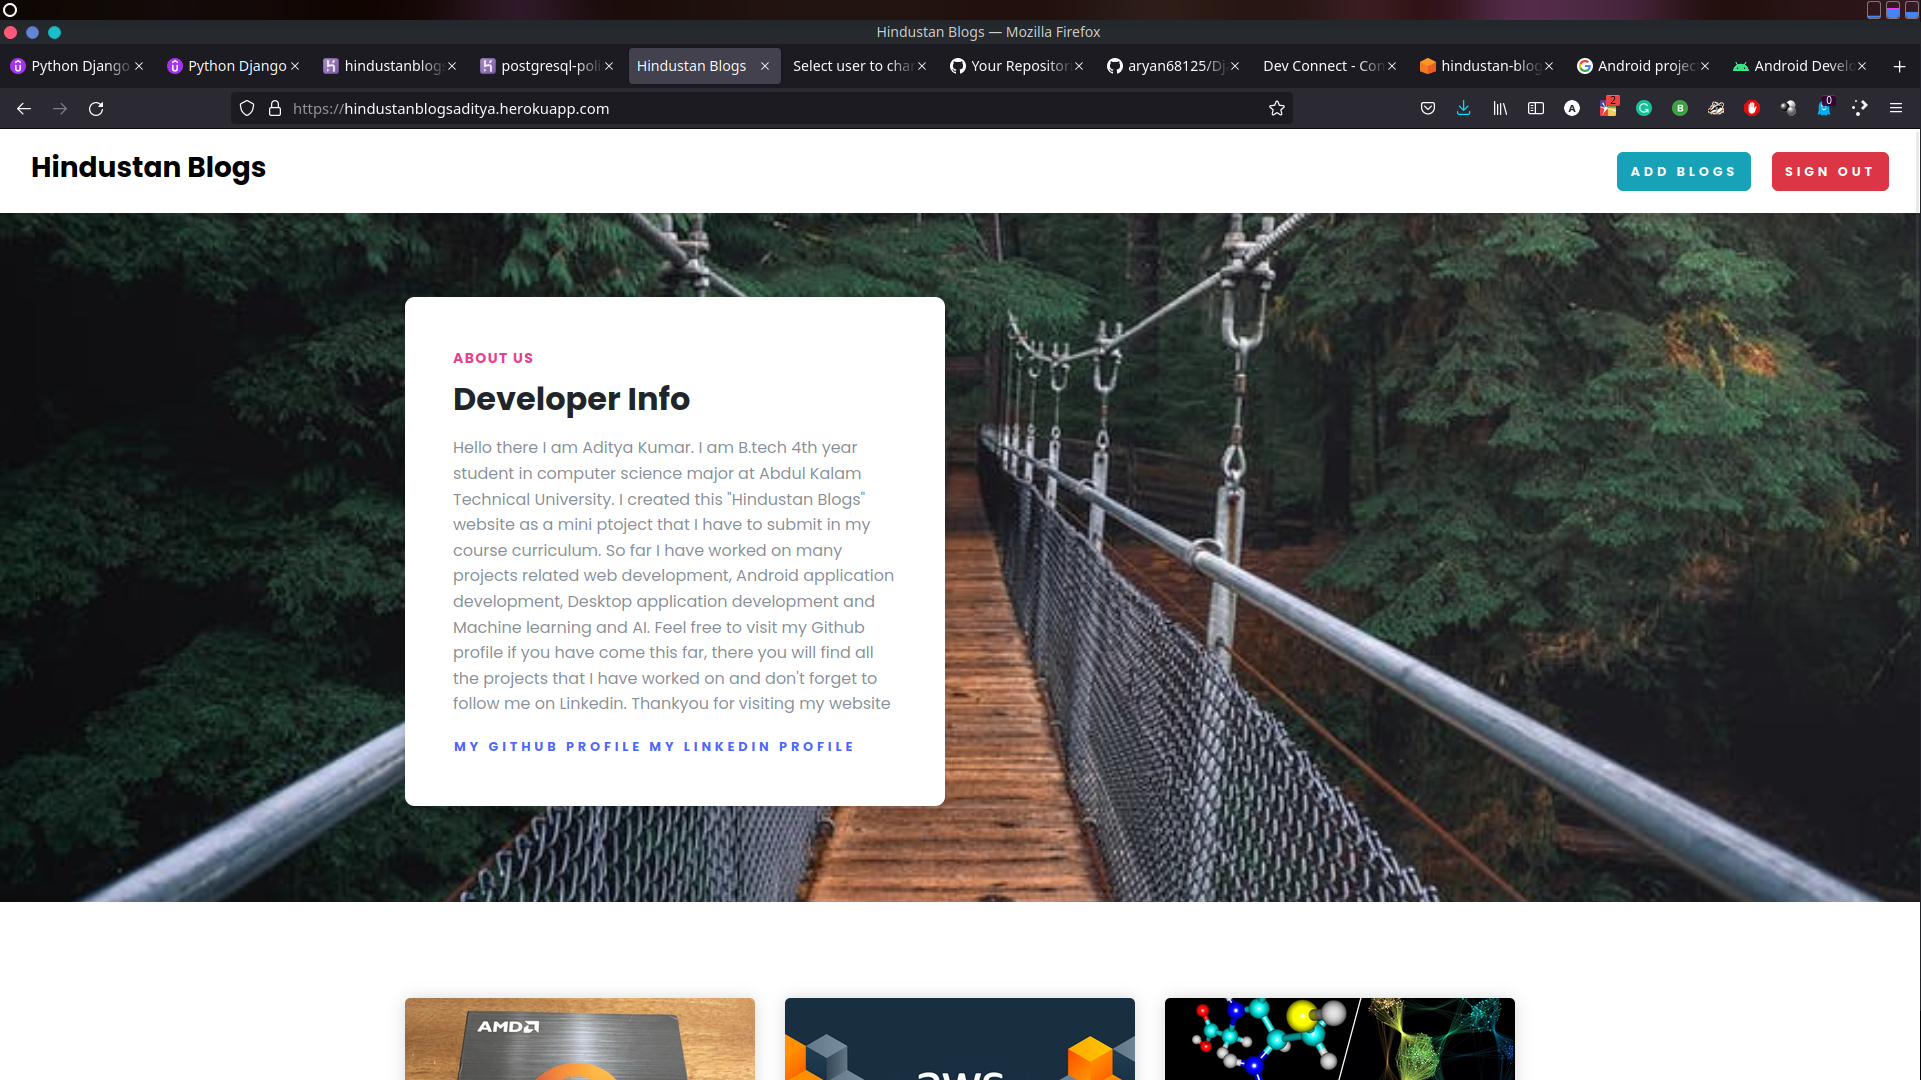 Hindustan Blogs — Mozilla Firefox
Python Django
Python Django
hindustanblogs
postgresql-poli
Hindustan Blogs
Select user to chan
Your Repositori
aryan68125/Dj
Dev Connect - Con
hindustan-blog
Android projec
Android Develo
https://hindustanblogsaditya.herokuapp.com
2
A
G
B
0
Hindustan Blogs
ADD BLOGS
SIGN OUT
ABOUT US
Developer Info
Hello there I am Aditya Kumar. I am B.tech 4th year
student in computer science major at Abdul Kalam
Technical University. I created this "Hindustan Blogs"
website as a mini ptoject that I have to submit in my
course curriculum. So far I have worked on many
projects related web development, Android application
development, Desktop application development and
Machine learning and AI. Feel free to visit my Github
profile if you have come this far, there you will find all
the projects that I have worked on and don't forget to
follow me on Linkedin. Thankyou for visiting my website
MY GITHUB PROFILE MY LINKEDIN PROFILE
AMD
aws